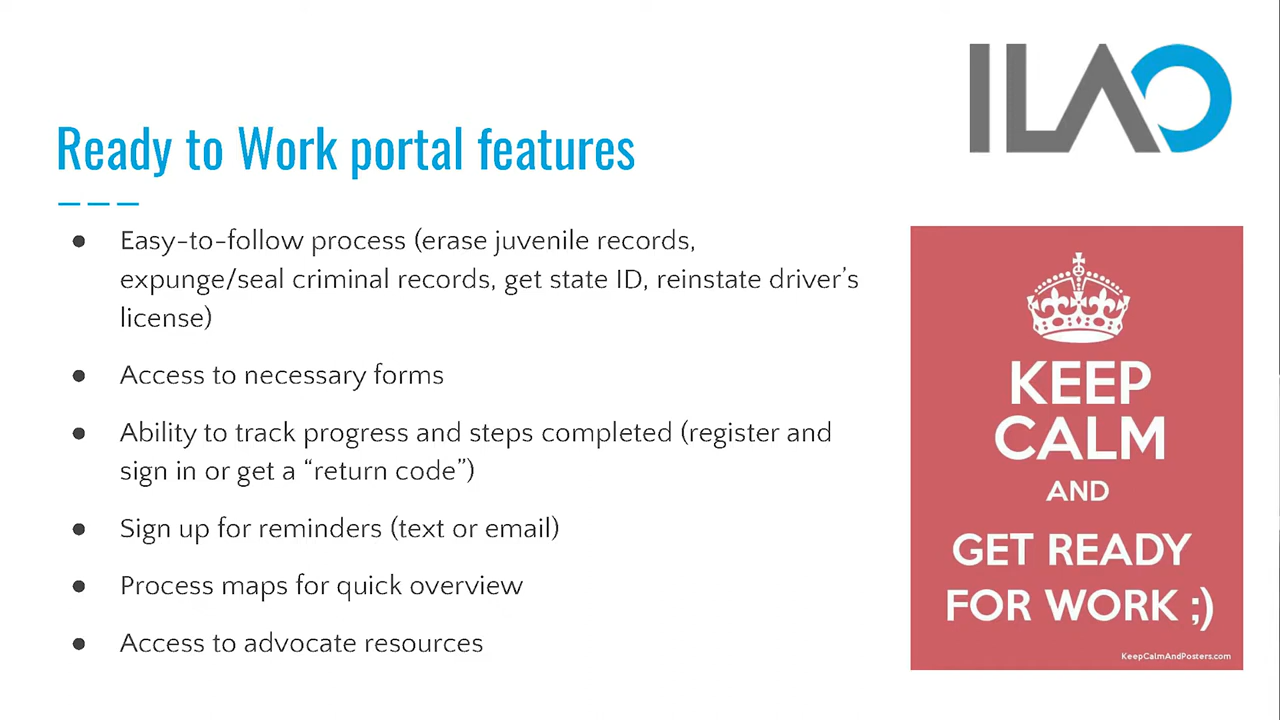 ILAO
Ready to Work portal features
● Easy-to-follow process (erase juvenile records,
expunge/seal criminal records, get state ID, reinstate driver’s
license)
● Access to necessary forms
● Ability to track progress and steps completed (register and
sign in or get a “return code”)
● Sign up for reminders (text or email)
● Process maps for quick overview
● Access to advocate resources
KEEP
CALM
AND
GET READY
FOR WORK ;)
KeepCalmAndPosters.com